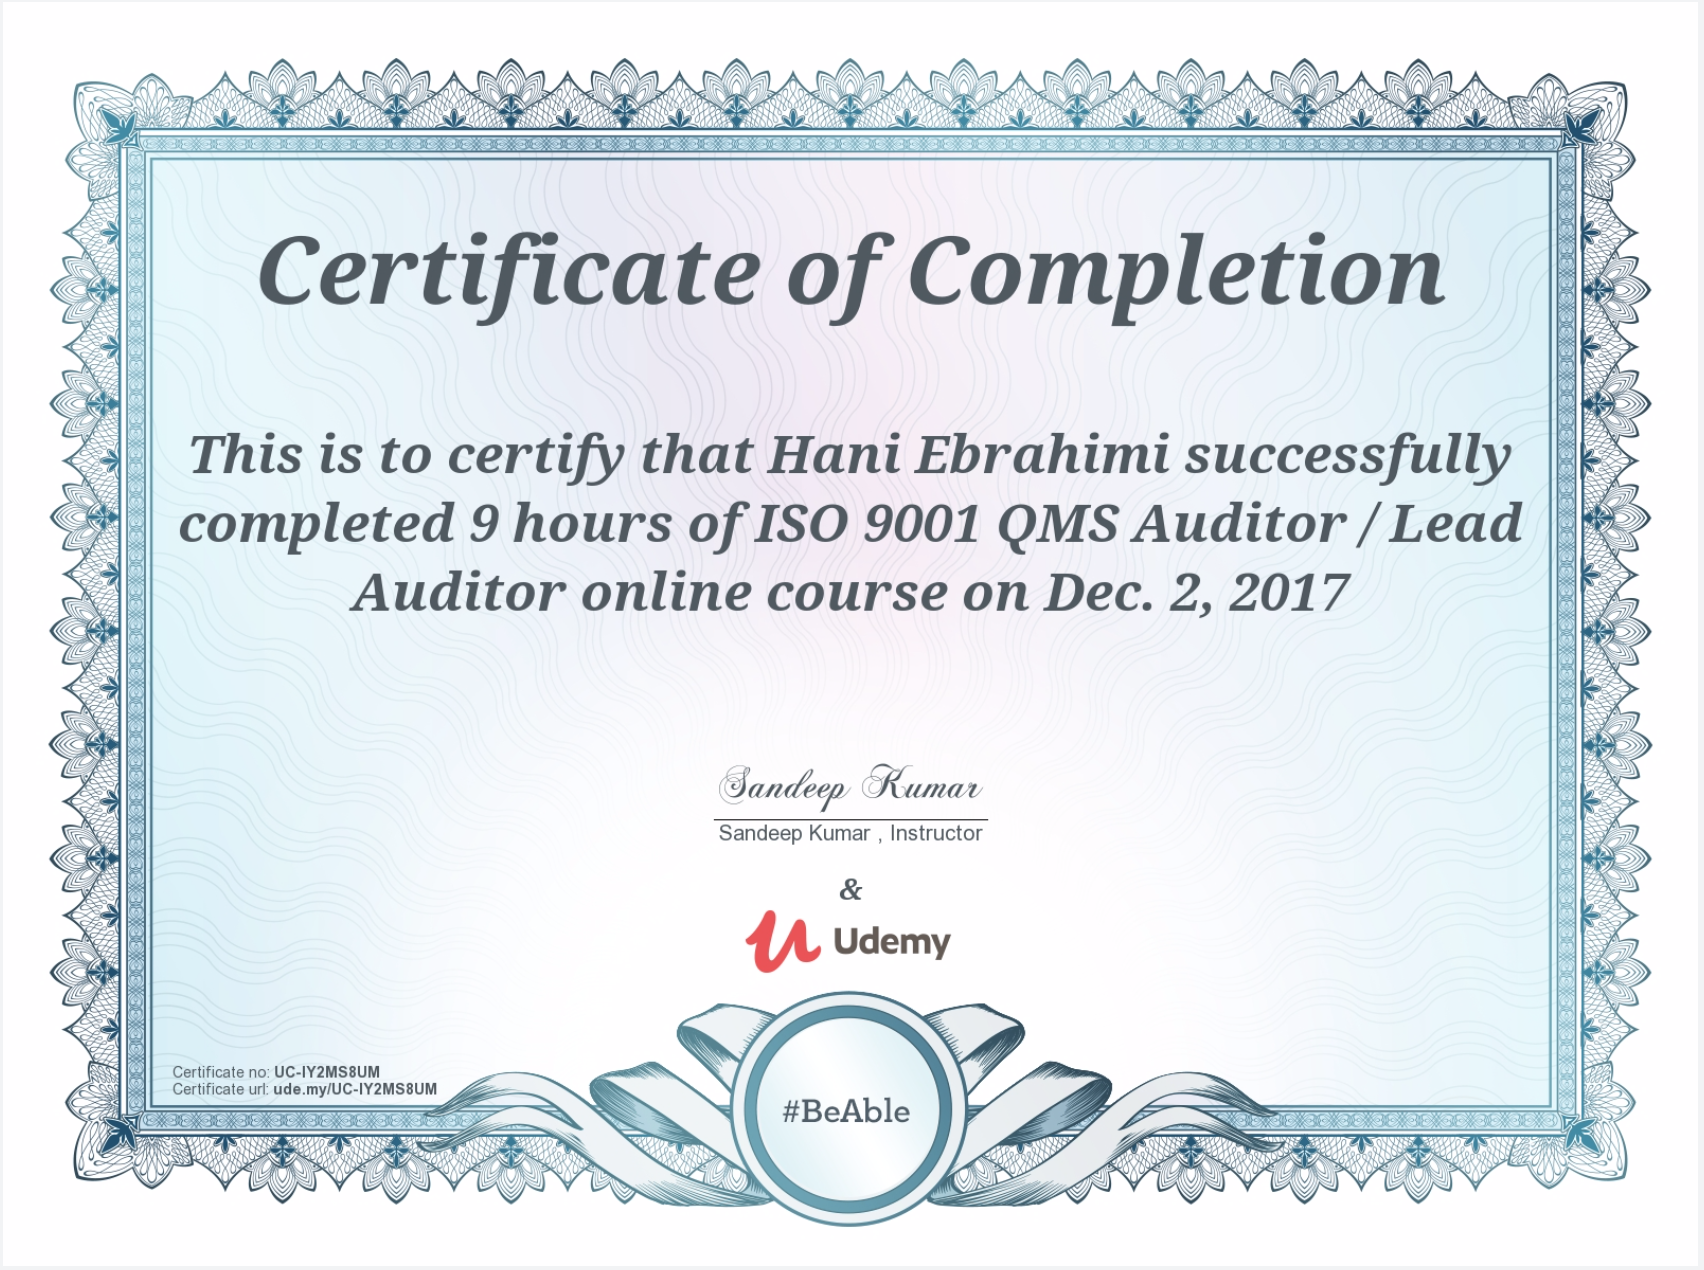 Certificate of Completion
This is to certify that Hani Ebrahimi successfully
completed 9 hours of ISO 9001 QMS Auditor / Lead
Auditor online course on Dec. 2, 2017
Sandeep Kumar
Sandeep Kumar , Instructor
&
Udemy
Certificate no: UC-IY2MS8UM
Certificate url: ude.my/UC-IY2MS8UM
#BeAble